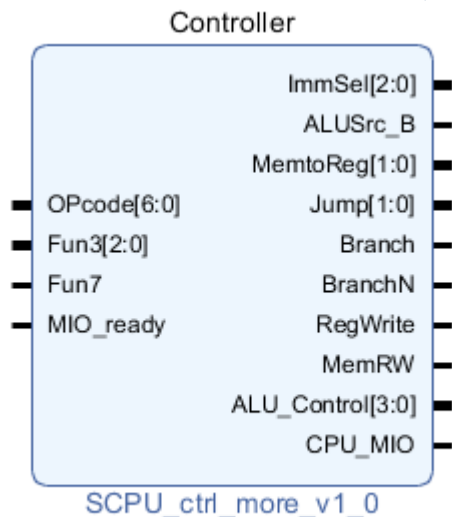 Controller
ImmSel[2:0]
ALUSrc_B
MemtoReg[1:0]
OPcode[6:0] Jump[1:0]
Fun3[2:0] Branch
Fun7 BranchN
MIO_ready RegWrite
MemRW
ALU_Control[3:0]
CPU_MIO
SCPU_ctrl_more_v1_0